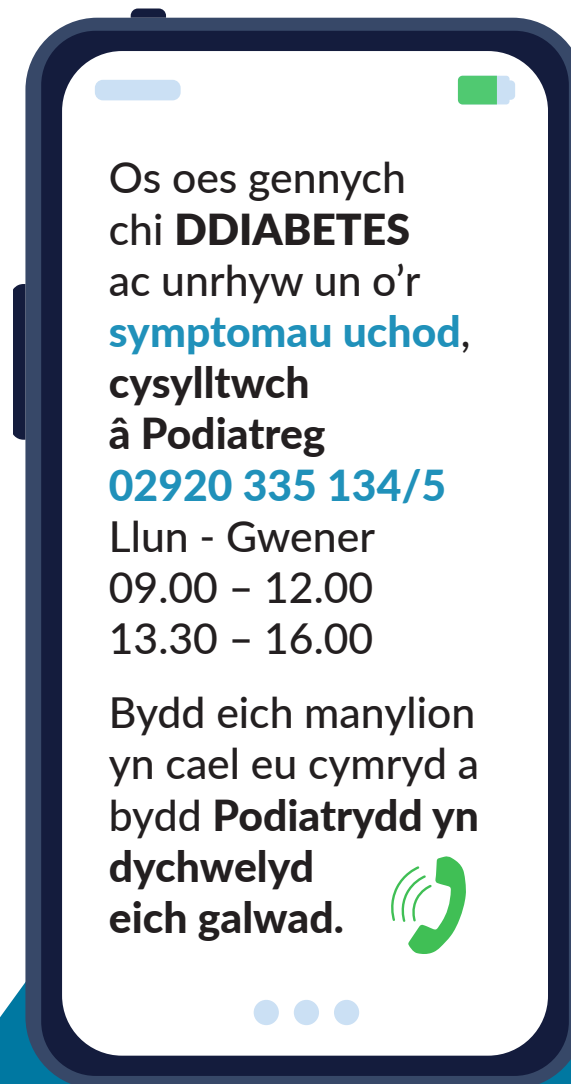 Os oes gennych
chi DDIABETES
ac unrhyw un o’r
symptomau uchod,
cysylltwch
â Podiatreg
02920 335 134/5
Llun - Gwener
09.00 – 12.00
13.30 – 16.00
Bydd eich manylion
yn cael eu cymryd a
bydd Podiatrydd yn
dychwelyd
eich galwad.